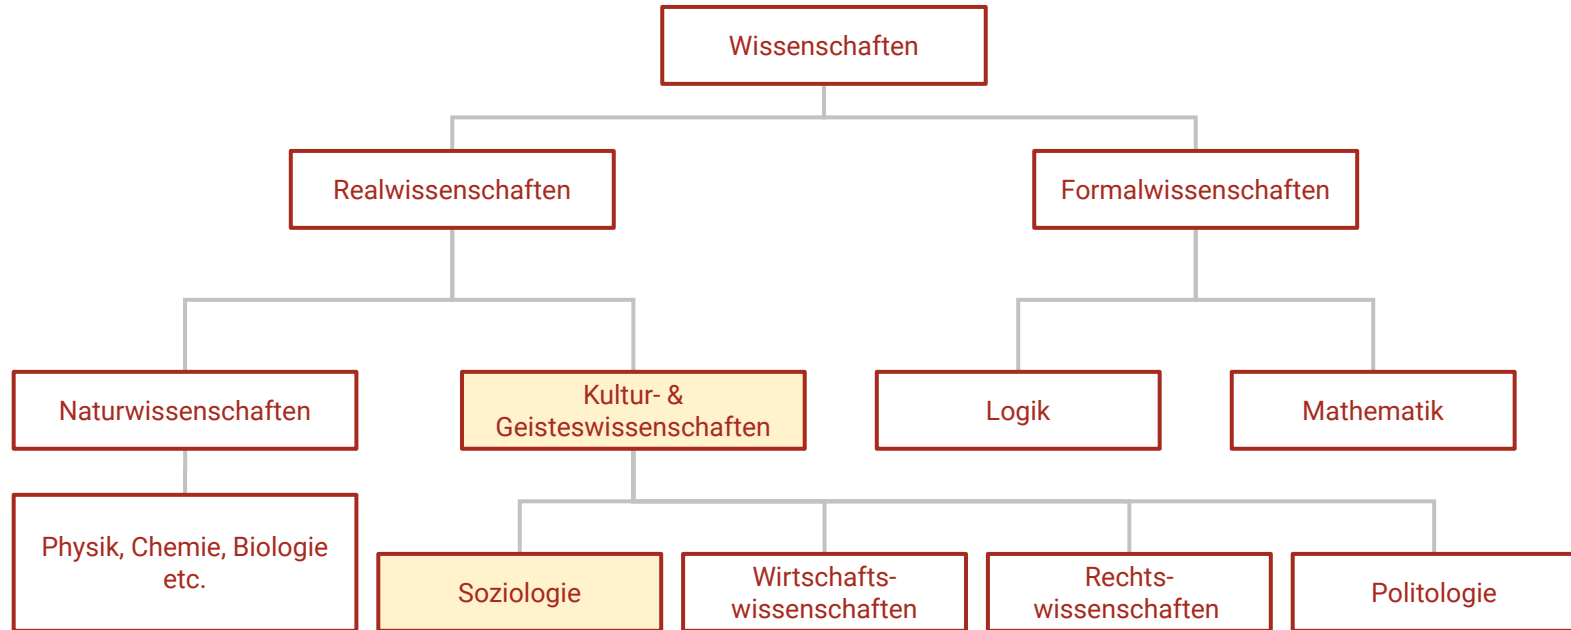 Wissenschaften
Realwissenschaften
Formalwissenschaften
Naturwissenschaften
Kultur- &
Geisteswissenschaften
Logik
Mathematik
Physik, Chemie, Biologie
etc.
Soziologie
Wirtschafts-
wissenschaften
Rechts-
wissenschaften
Politologie